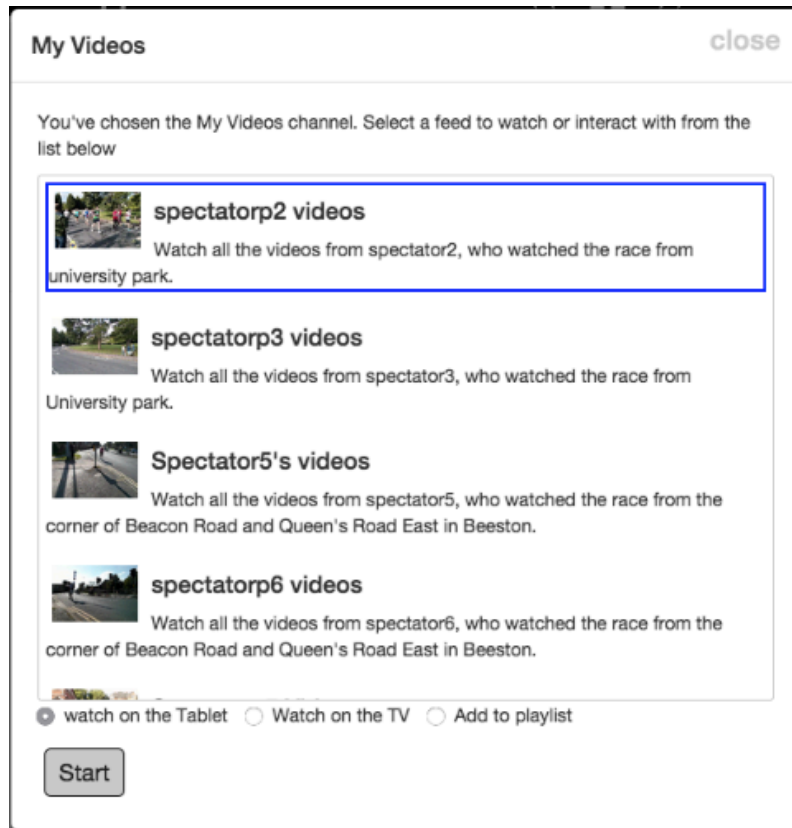 My Videos
close
You've chosen the My Videos channel. Select a feed to watch or interact with from the
list below
spectatorp2 videos
Watch all the videos from spectator2, who watched the race from
university park.
spectatorp3 videos
Watch all the videos from spectator3, who watched the race from
University park.
Spectator5's videos
Watch all the videos from spectator5, who watched the race from the
corner of Beacon Road and Queen's Road East in Beeston.
spectatorp6 videos
Watch all the videos from spectator6, who watched the race from the
corner of Beacon Road and Queen's Road East in Beeston.
watch on the Tablet Watch on the TV Add to playlist
Start